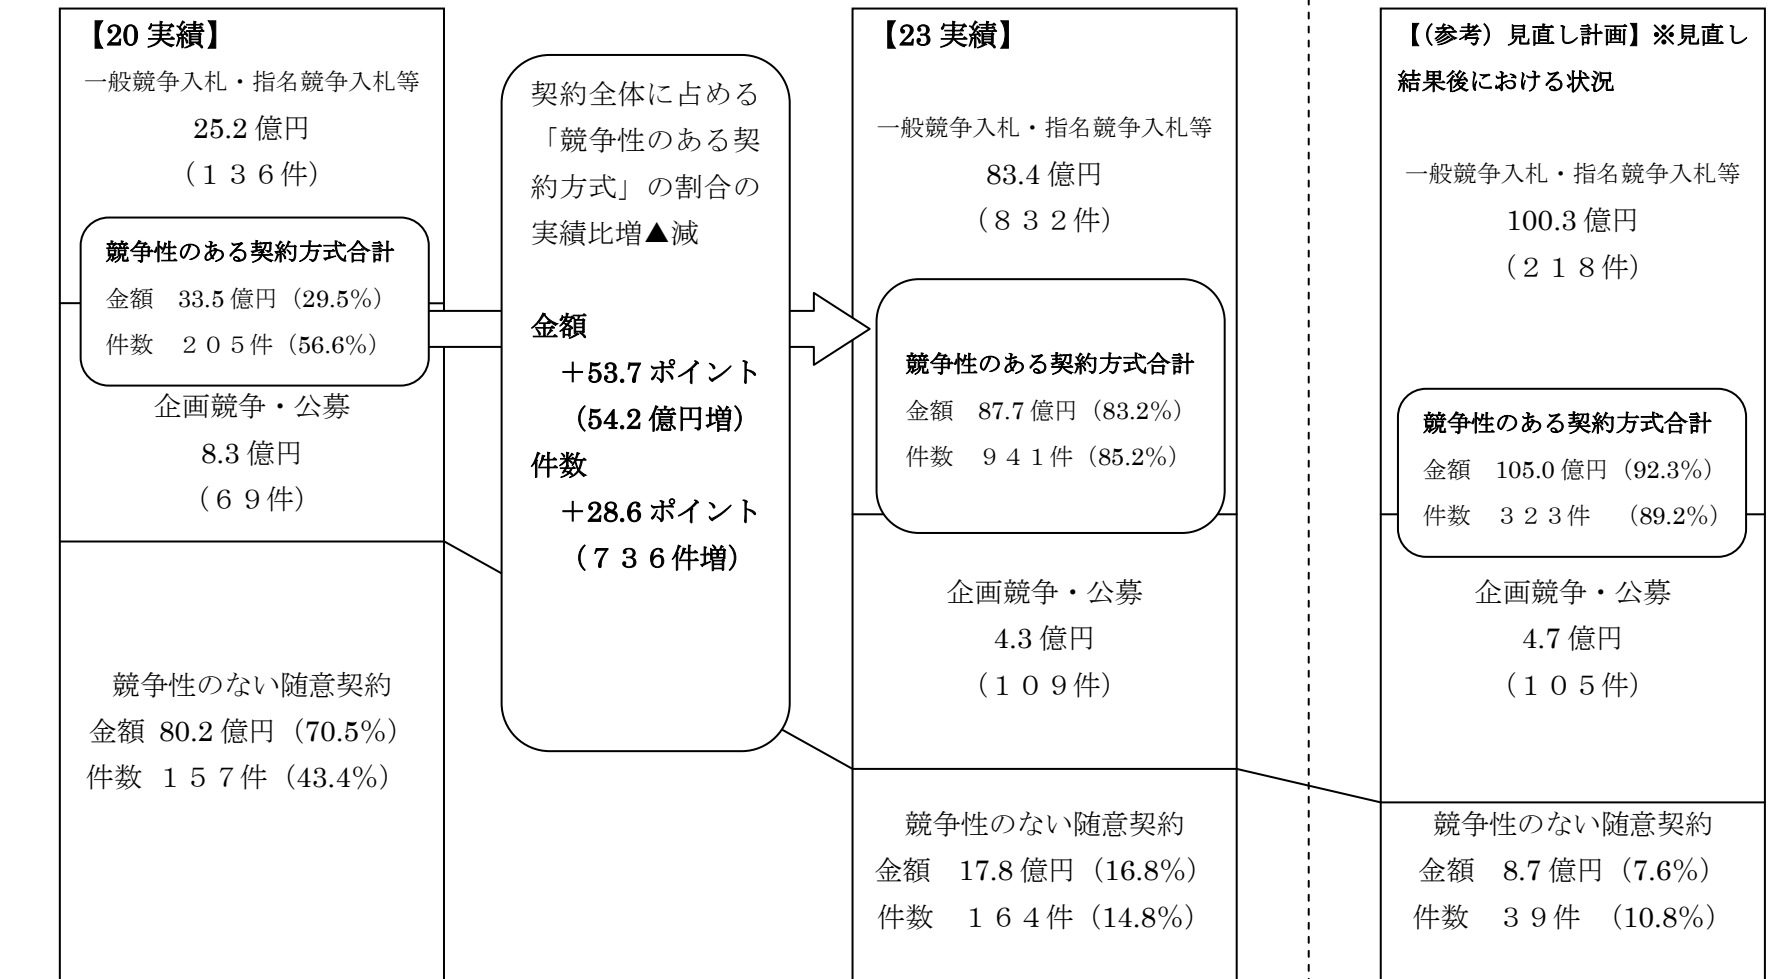 【20 実績】
一般競争入札・指名競争入札等
25.2 億円
（１３６件）
競争性のある契約方式合計
金額　33.5 億円（29.5%）
件数　２０５件（56.6%）
企画競争・公募
8.3 億円
（６９件）
競争性のない随意契約
金額 80.2 億円（70.5%）
件数 １５７件（43.4%）
契約全体に占める
「競争性のある契
約方式」の割合の
実績比増▲減
金額
＋53.7 ポイント
（54.2 億円増）
件数
＋28.6 ポイント
（７３６件増）
【23 実績】
一般競争入札・指名競争入札等
83.4 億円
（８３２件）
競争性のある契約方式合計
金額　87.7 億円（83.2%）
件数　９４１件（85.2%）
企画競争・公募
4.3 億円
（１０９件）
競争性のない随意契約
金額　17.8 億円（16.8%）
件数　１６４件（14.8%）
【（参考）見直し計画】※見直し
結果後における状況
一般競争入札・指名競争入札等
100.3 億円
（２１８件）
競争性のある契約方式合計
金額　105.0 億円（92.3%）
件数　３２３件　（89.2%）
企画競争・公募
4.7 億円
（１０５件）
競争性のない随意契約
金額　8.7 億円（7.6%）
件数　３９件　（10.8%）